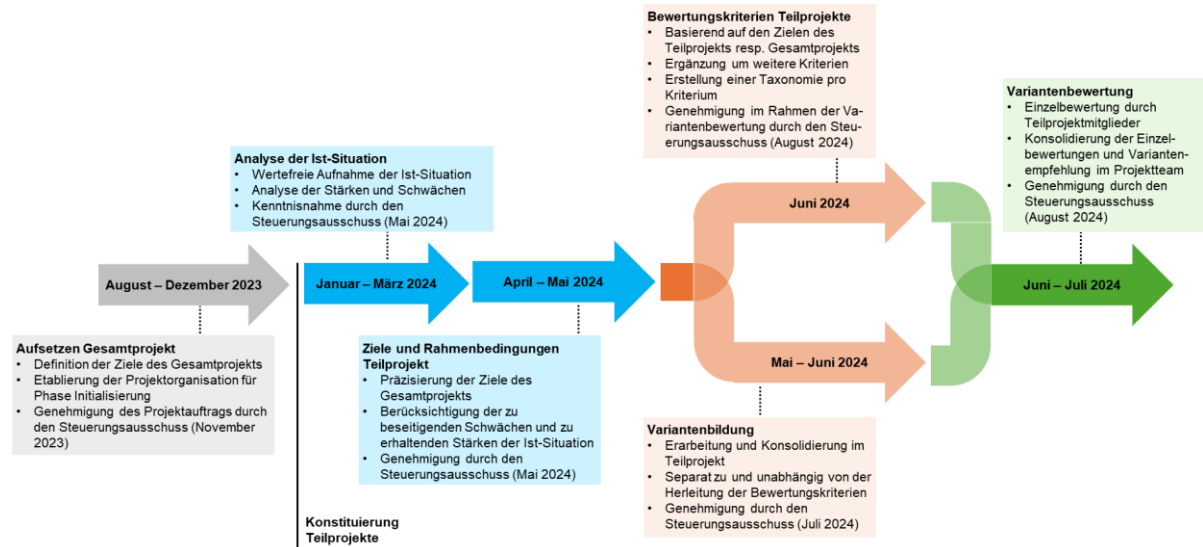 Bewertungskriterien Teilprojekte
• Basierend auf den Zielen des
Teilprojekts resp. Gesamtprojekts
• Ergänzung um weitere Kriterien
• Erstellung einer Taxonomie pro
Kriterium
• Genehmigung im Rahmen der Va-
riantenbewertung durch den Steu-
erungsausschuss (August 2024)
Variantenbewertung
• Einzelbewertung durch
Teilprojektmitglieder
• Konsolidierung der Einzel-
bewertungen und Varianten-
empfehlung im Projektteam
• Genehmigung durch den
Steuerungsausschuss
(August 2024)
Analyse der Ist-Situation
• Wertefreie Aufnahme der Ist-Situation
• Analyse der Stärken und Schwächen
• Kenntnisnahme durch den
Steuerungsausschuss (Mai 2024)
Juni 2024
August – Dezember 2023
Januar – März 2024
April – Mai 2024
Juni – Juli 2024
Mai – Juni 2024
Aufsetzen Gesamtprojekt
• Definition der Ziele des Gesamtprojekts
• Etablierung der Projektorganisation für
Phase Initialisierung
• Genehmigung des Projektauftrags durch
den Steuerungsausschuss (November
2023)
Ziele und Rahmenbedingungen
Teilprojekt
• Präzisierung der Ziele des
Gesamtprojekts
• Berücksichtigung der zu
beseitigenden Schwächen und zu
erhaltenden Stärken der Ist-Situation
• Genehmigung durch den
Steuerungsausschuss (Mai 2024)
Variantenbildung
• Erarbeitung und Konsolidierung im
Teilprojekt
• Separat zu und unabhängig von der
Herleitung der Bewertungskriterien
• Genehmigung durch den
Steuerungsausschuss (Juli 2024)
Konstituierung
Teilprojekte